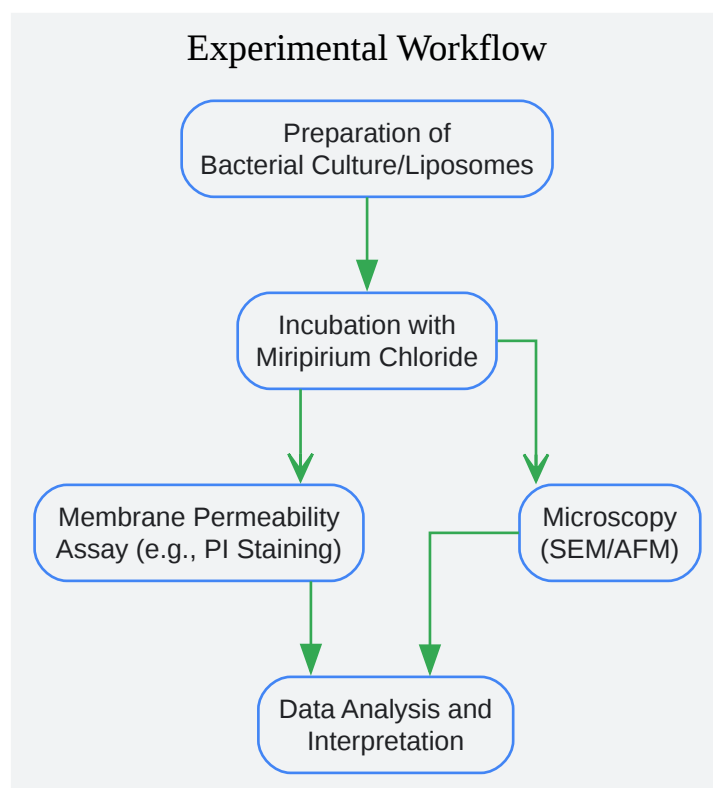 Experimental Workflow
Preparation of
Bacterial Culture/Liposomes
Incubation with
Miripirium Chloride
Membrane Permeability
Assay (e.g., PI Staining)
Microscopy
(SEM/AFM)
Data Analysis and
Interpretation